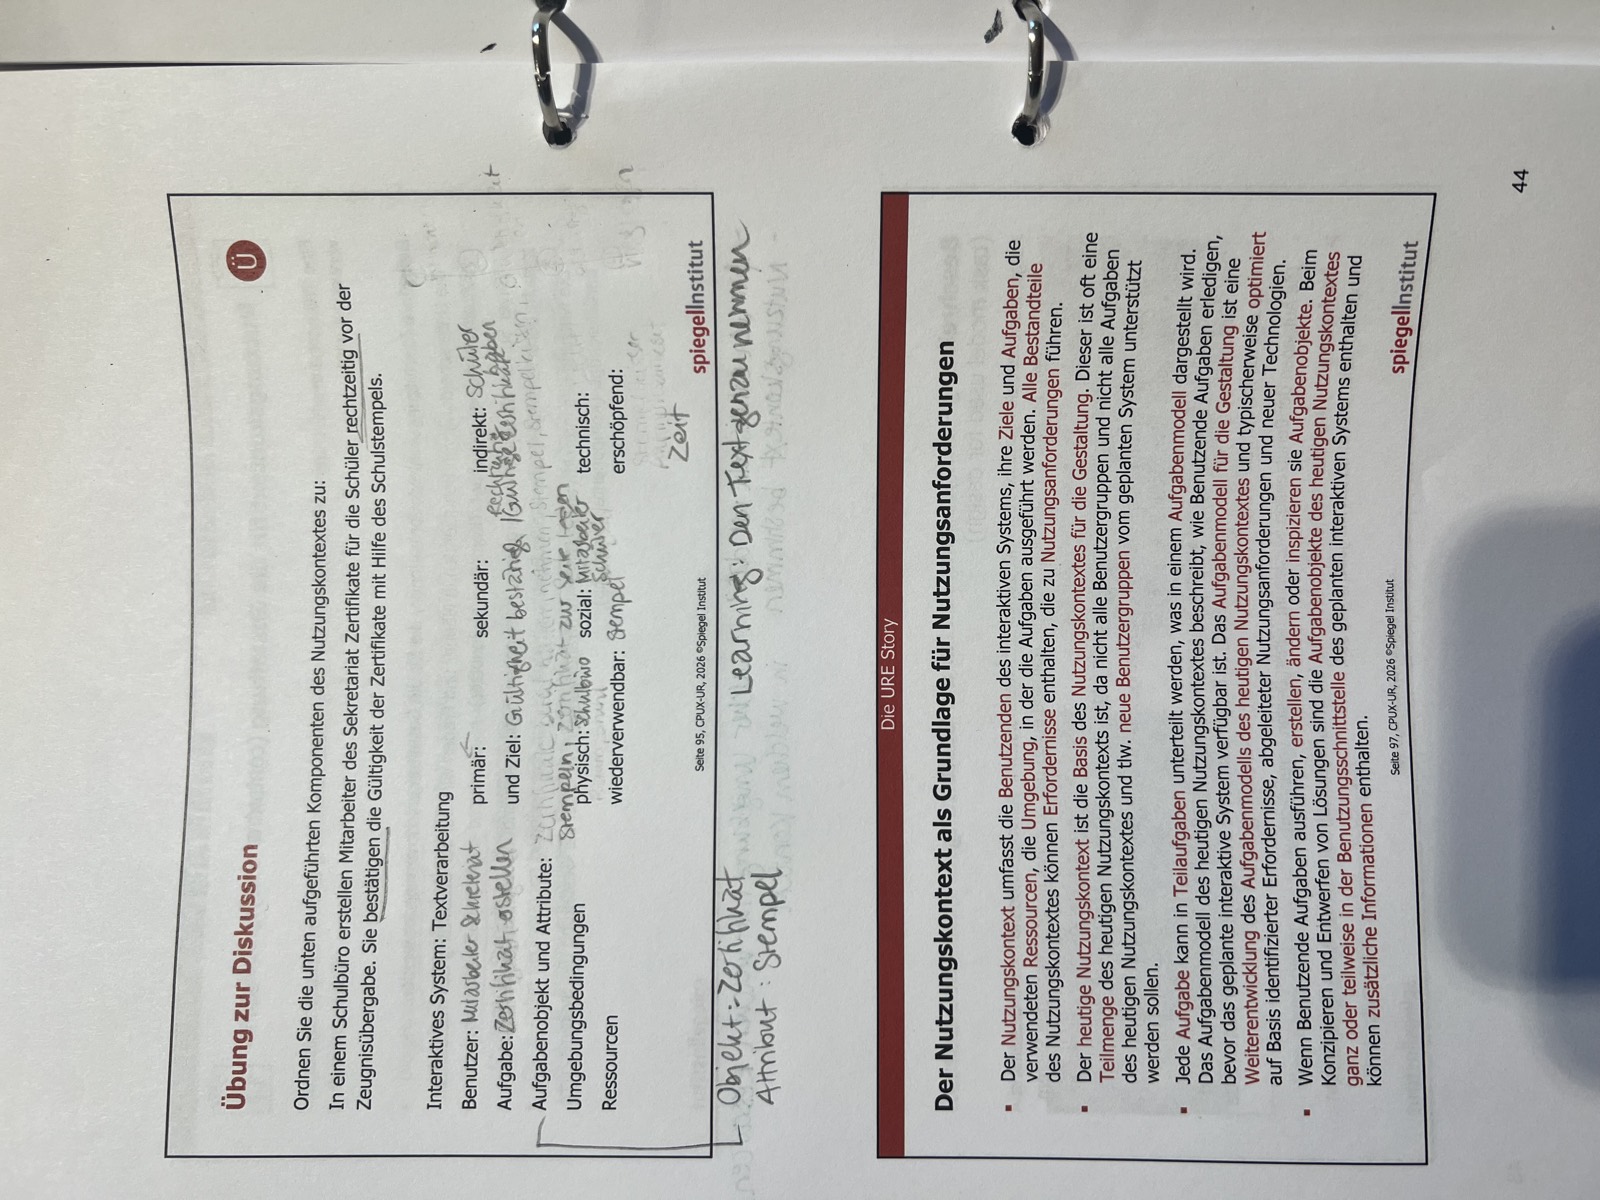 Übung zur Diskussion
Ü
Ordnen Sie die unten aufgeführten Komponenten des Nutzungskontextes zu:
In einem Schulbüro erstellen Mitarbeiter des Sekretariat Zertifikate für die Schüler rechtzeitig vor der
Zeugnisübergabe. Sie bestätigen die Gültigkeit der Zertifikate mit Hilfe des Schulstempels.
Interaktives System: Textverarbeitung
Benutzer: Mitarbeiter Sekreterat primär: sekundär: indirekt: Schüler
Aufgabe: Zertifikat erstellen und Ziel: Gültigkeit bestätigen / Gültige Zertifikate haben
rechtzeitig
Aufgabenobjekt und Attribute: Zertifikate nehmen, Stempel, Stempelkissen,
Stempeln, Zertifikat zur Seite legen
Umgebungsbedingungen physisch: Schulbüro sozial: Mitarbeiter technisch:
Schüler
Ressourcen wiederverwendbar: Stempel erschöpfend:
Zeit
Seite 95, CPUX-UR, 2026 ©Spiegel Institut
spiegelInstitut
Objekt: Zertifikat
Attribut: Stempel
Learning: Den Text genau nemmen
Die URE Story
Der Nutzungskontext als Grundlage für Nutzungsanforderungen
▪ Der Nutzungskontext umfasst die Benutzenden des interaktiven Systems, ihre Ziele und Aufgaben, die
verwendeten Ressourcen, die Umgebung, in der die Aufgaben ausgeführt werden. Alle Bestandteile
des Nutzungskontextes können Erfordernisse enthalten, die zu Nutzungsanforderungen führen.
▪ Der heutige Nutzungskontext ist die Basis des Nutzungskontextes für die Gestaltung. Dieser ist oft eine
Teilmenge des heutigen Nutzungskontexts ist, da nicht alle Benutzergruppen und nicht alle Aufgaben
des heutigen Nutzungskontextes und tlw. neue Benutzergruppen vom geplanten System unterstützt
werden sollen.
▪ Jede Aufgabe kann in Teilaufgaben unterteilt werden, was in einem Aufgabenmodell dargestellt wird.
Das Aufgabenmodell des heutigen Nutzungskontextes beschreibt, wie Benutzende Aufgaben erledigen,
bevor das geplante interaktive System verfügbar ist. Das Aufgabenmodell für die Gestaltung ist eine
Weiterentwicklung des Aufgabenmodells des heutigen Nutzungskontextes und typischerweise optimiert
auf Basis identifizierter Erfordernisse, abgeleiteter Nutzungsanforderungen und neuer Technologien.
▪ Wenn Benutzende Aufgaben ausführen, erstellen, ändern oder inspizieren sie Aufgabenobjekte. Beim
Konzipieren und Entwerfen von Lösungen sind die Aufgabenobjekte des heutigen Nutzungskontextes
ganz oder teilweise in der Benutzungsschnittstelle des geplanten interaktiven Systems enthalten und
können zusätzliche Informationen enthalten.
Seite 97, CPUX-UR, 2026 ©Spiegel Institut
spiegelInstitut
44